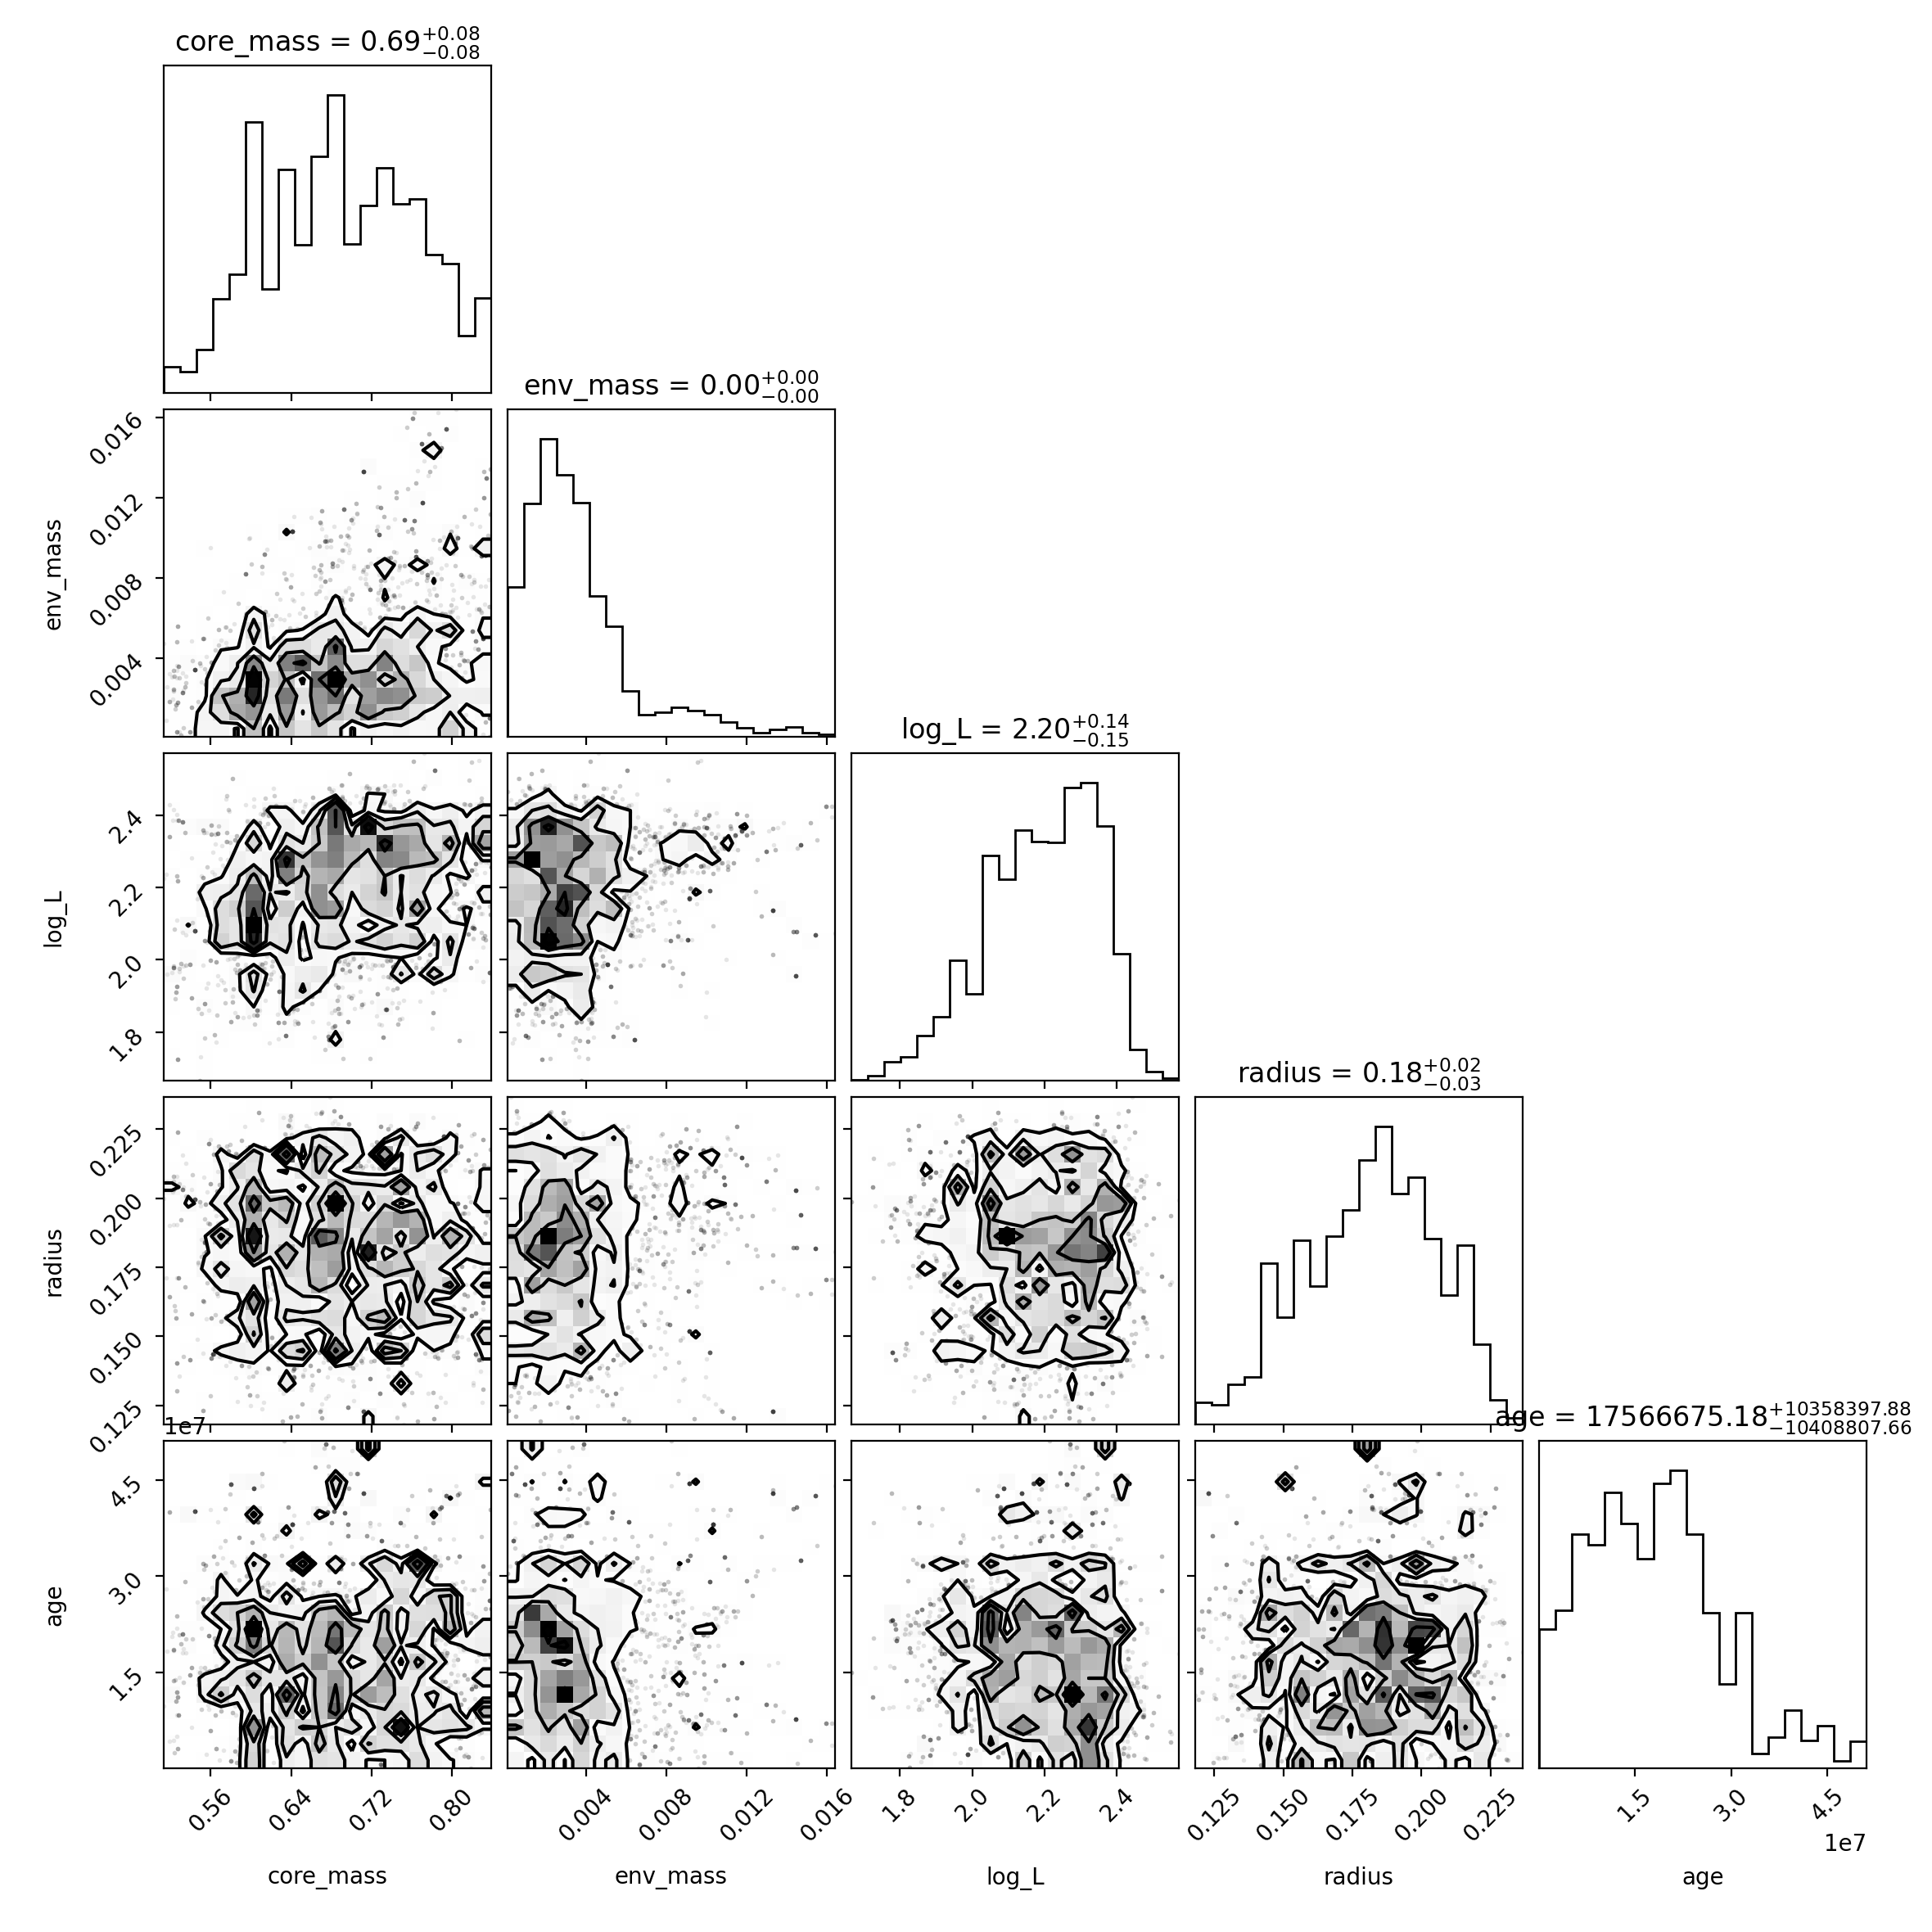 core_mass = 0.69+0.08−0.08
env_mass = 0.00+0.00−0.00
log_L = 2.20+0.14−0.15
radius = 0.18+0.02−0.03
age = 17566675.18+10358397.88−10408807.66
0.016
0.012
0.008
0.004
env_mass
2.4
2.2
2.0
1.8
log_L
0.225
0.200
0.175
0.150
0.125
radius
1e7
4.5
3.0
1.5
age
0.56 0.64 0.72 0.80
core_mass
0.004 0.008 0.012 0.016
env_mass
1.8 2.0 2.2 2.4
log_L
0.125 0.150 0.175 0.200 0.225
radius
1.5 3.0 4.5
1e7
age